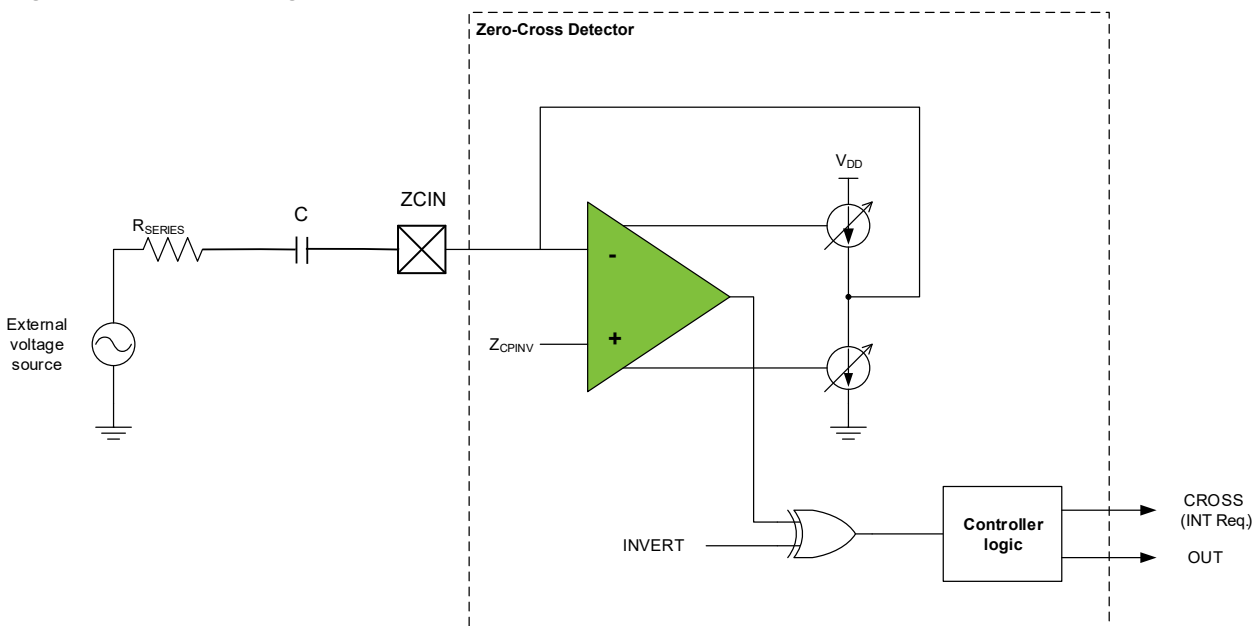 Zero-Cross Detector
VDD
ZCIN
C
RSERIES
-
+
ZCPINV
External
voltage
source
INVERT
Controller
logic
CROSS
(INT Req.)
OUT